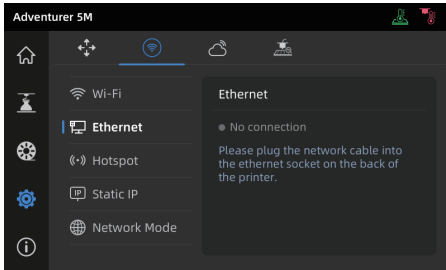 Adventurer 5M
Wi-Fi
Ethernet
Hotspot
IP
Static IP
Network Mode
Ethernet
No connection
Please plug the network cable into
the ethernet socket on the back of
the printer.